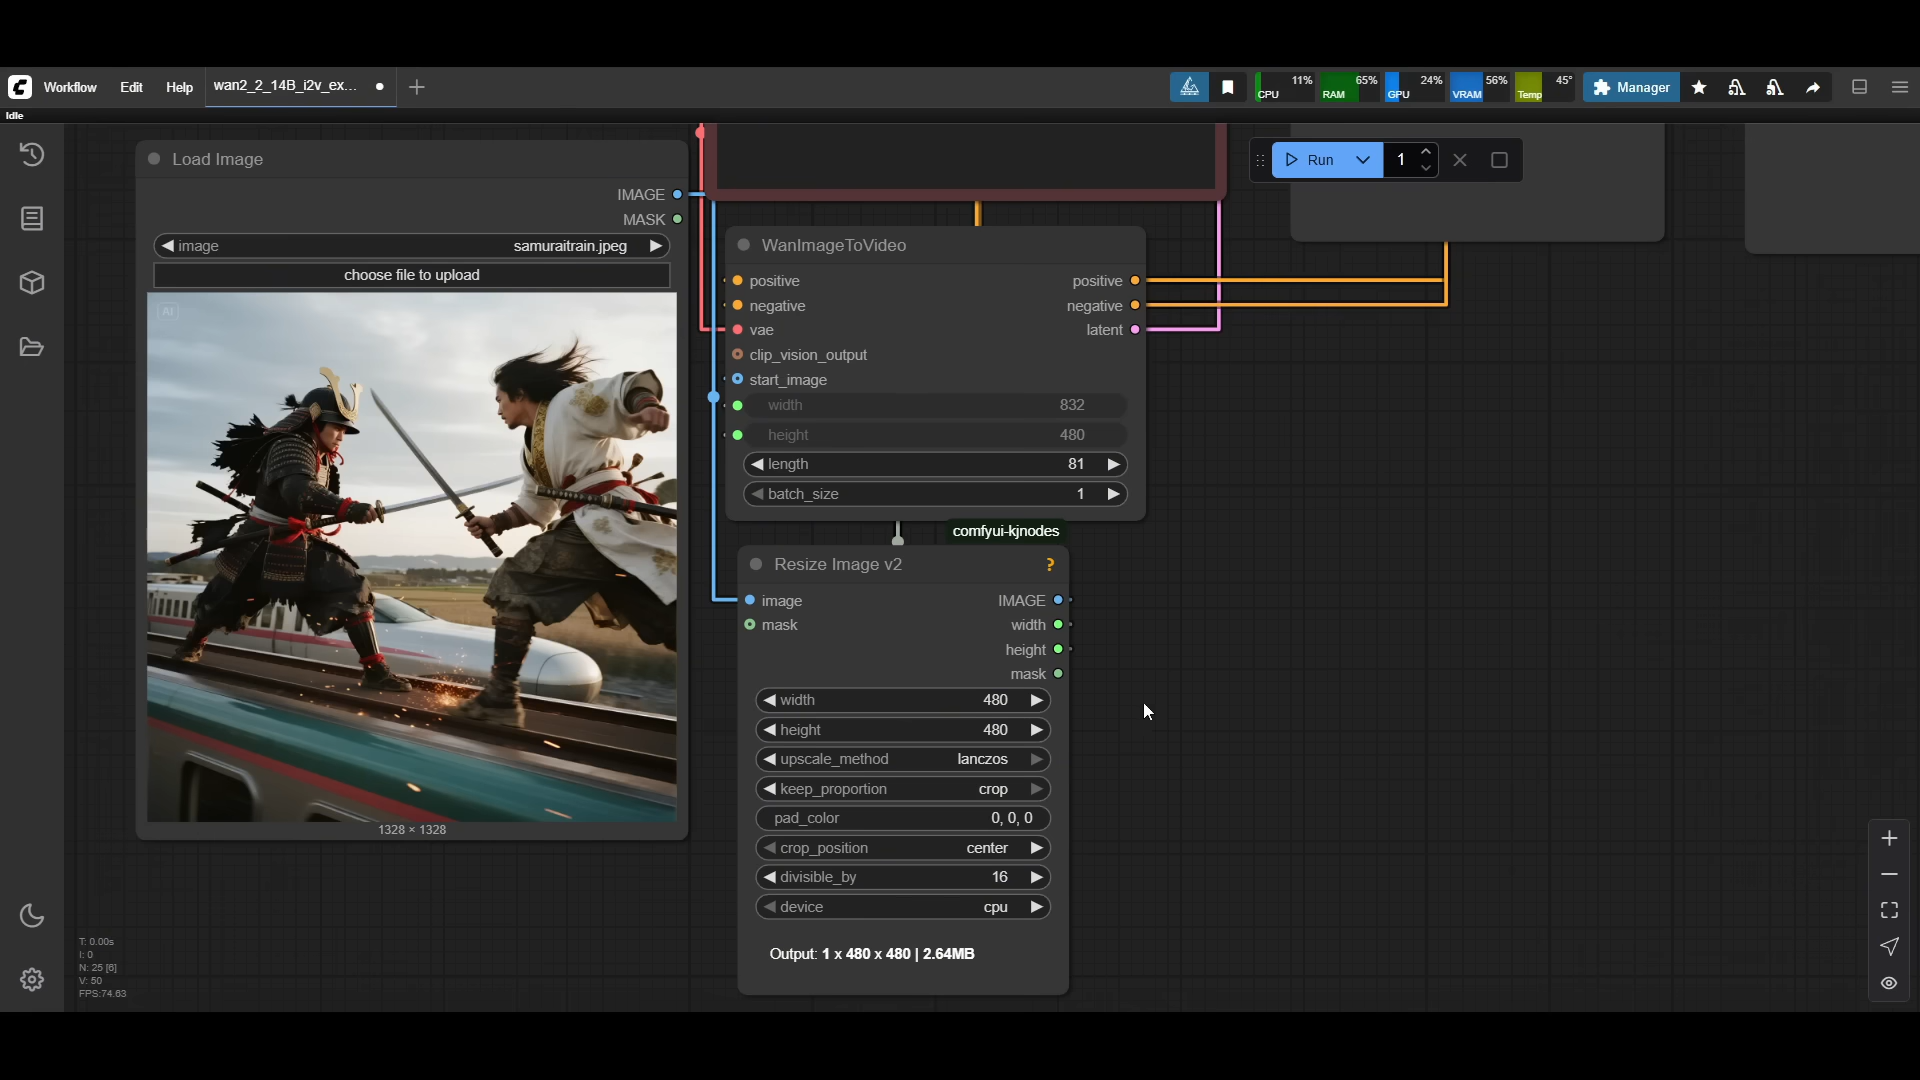 Workflow Edit Help wan2_2_14B_i2v_ex...
CPU 11% RAM 65% GPU 24% VRAM 56% Temp 45° Manager
Idle
Load Image
IMAGE
MASK
image samuraitrain.jpeg
choose file to upload
AI
1328 × 1328
Run 1
WanImageToVideo
positive positive
negative negative
vae latent
clip_vision_output
start_image
width 832
height 480
length 81
batch_size 1
comfyui-kjnodes
Resize Image v2 ?
image IMAGE
mask width
height
mask
width 480
height 480
upscale_method lanczos
keep_proportion crop
pad_color 0, 0, 0
crop_position center
divisible_by 16
device cpu
Output: 1 x 480 x 480 | 2.64MB
T: 0.00s
I: 0
N: 25 [6]
V: 50
FPS:74.63